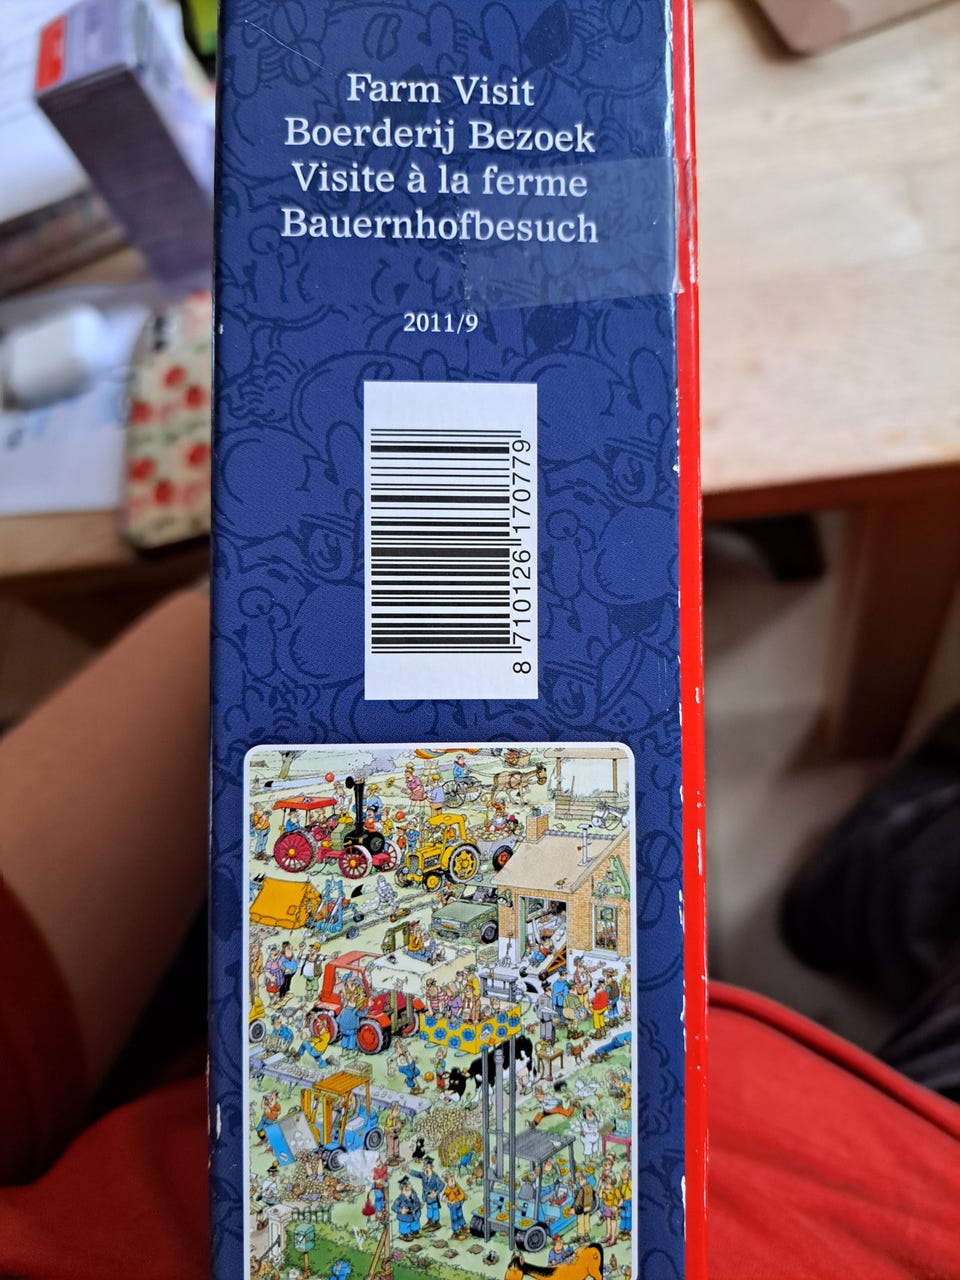 Farm Visit
Boerderij Bezoek
Visite à la ferme
Bauernhofbesuch
2011/9
8 710126 170779